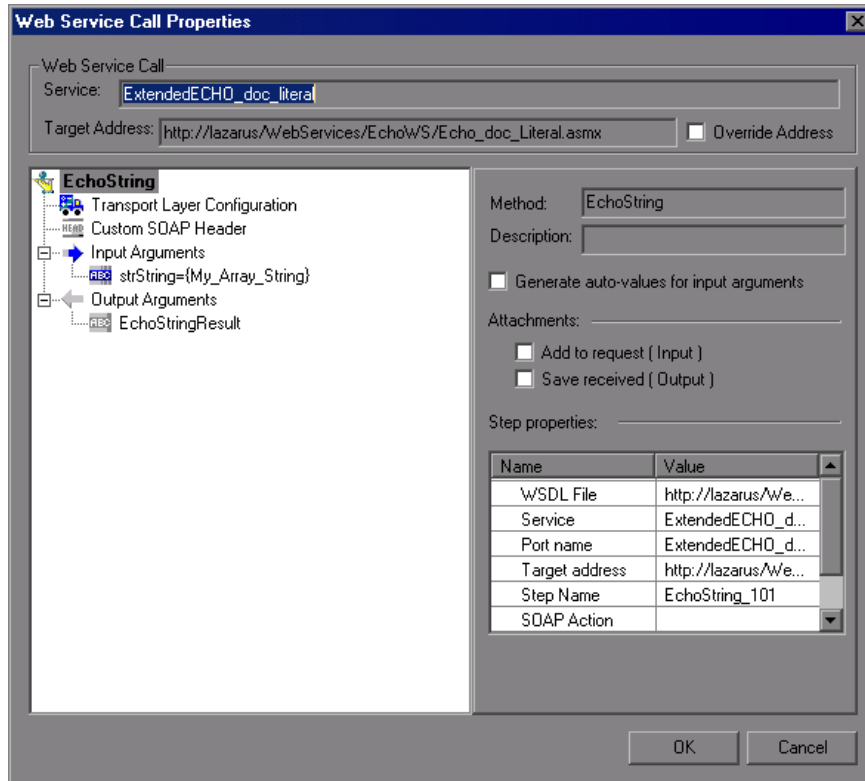 Web Service Call Properties
Web Service Call
Service: ExtendedECHO_doc_literal
Target Address: http://lazarus/WebServices/EchoWS/Echo_doc_Literal.asmx Override Address
EchoString
Transport Layer Configuration
HEAD Custom SOAP Header
Input Arguments
ABC strString={My_Array_String}
Output Arguments
ABC EchoStringResult
Method: EchoString
Description:
Generate auto-values for input arguments
Attachments:
Add to request ( Input )
Save received ( Output )
Step properties:
Name Value
WSDL File http://lazarus/We...
Service ExtendedECHO_d...
Port name ExtendedECHO_d...
Target address http://lazarus/We...
Step Name EchoString_101
SOAP Action
OK Cancel